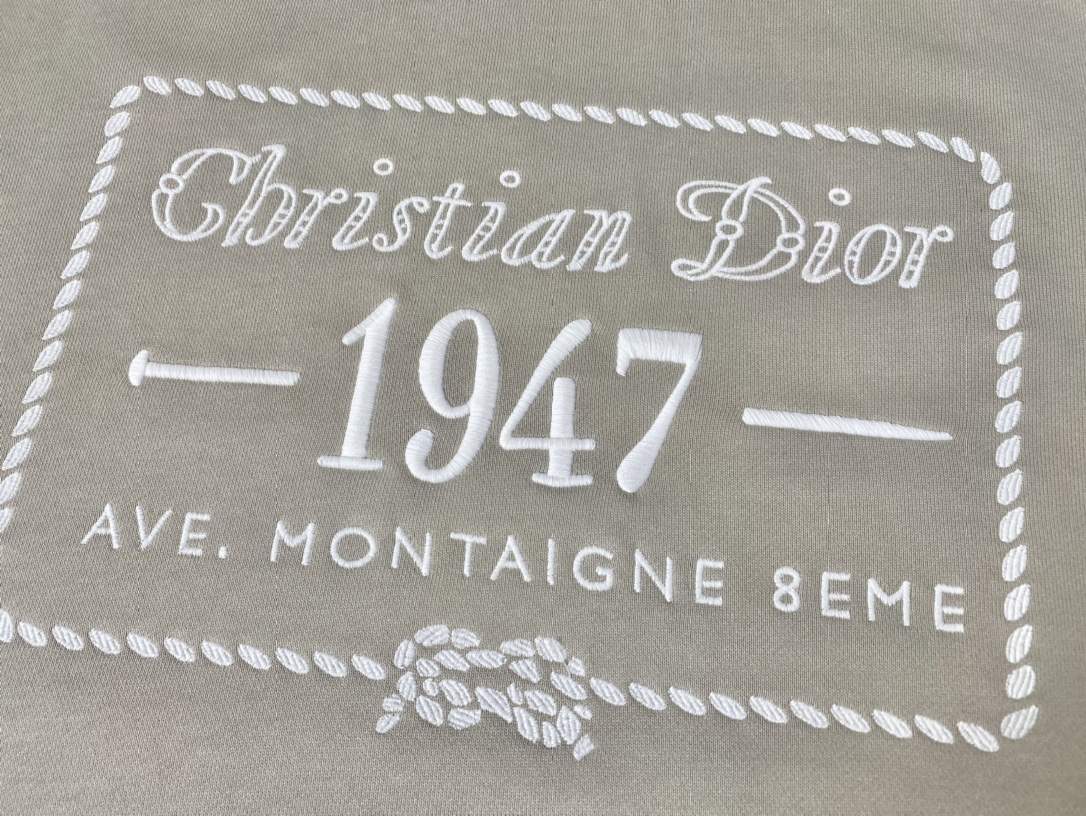 Christian Dior
1947
AVE. MONTAIGNE 8EME